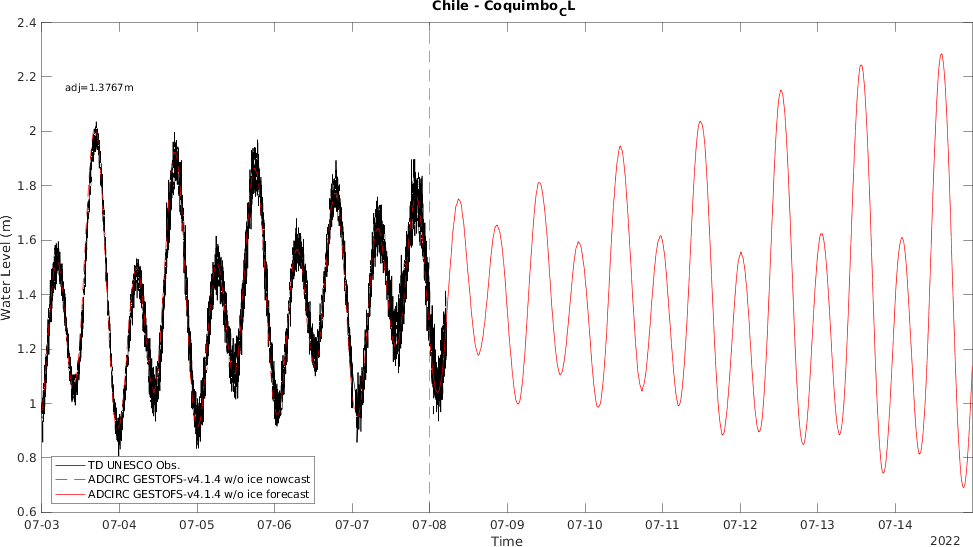 Chile - Coquimbo_CL
2.4
2.2
2
1.8
1.6
1.4
1.2
1
0.8
0.6
Water Level (m)
adj=1.3767m
TD UNESCO Obs.
ADCIRC GESTOFS-v4.1.4 w/o ice nowcast
ADCIRC GESTOFS-v4.1.4 w/o ice forecast
07-03 07-04 07-05 07-06 07-07 07-08 07-09 07-10 07-11 07-12 07-13 07-14
Time
2022